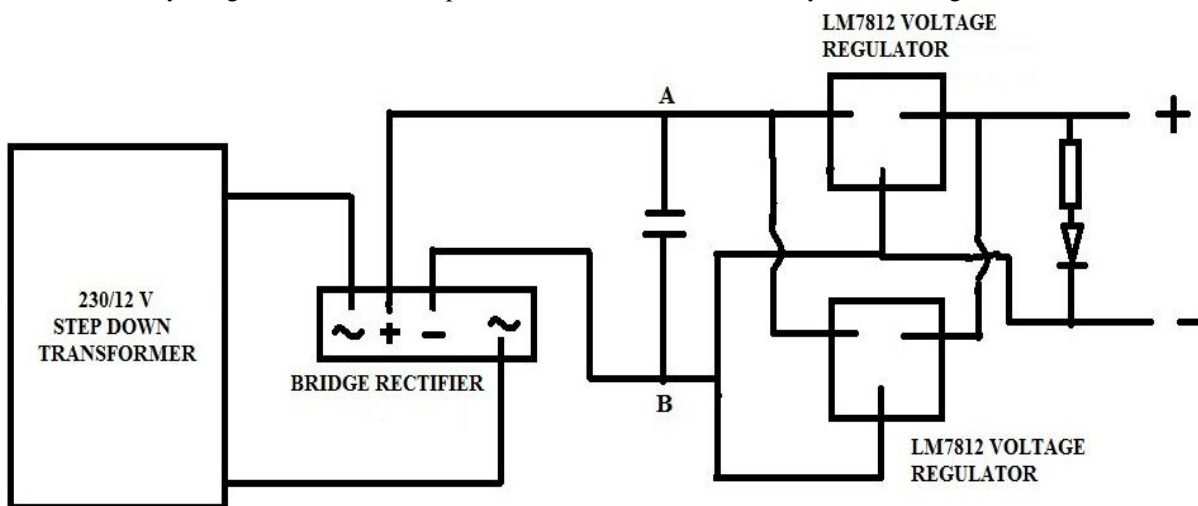 LM7812 VOLTAGE
REGULATOR
A
+
230/12 V
STEP DOWN
TRANSFORMER
~ + - ~
-
BRIDGE RECTIFIER
B
LM7812 VOLTAGE
REGULATOR